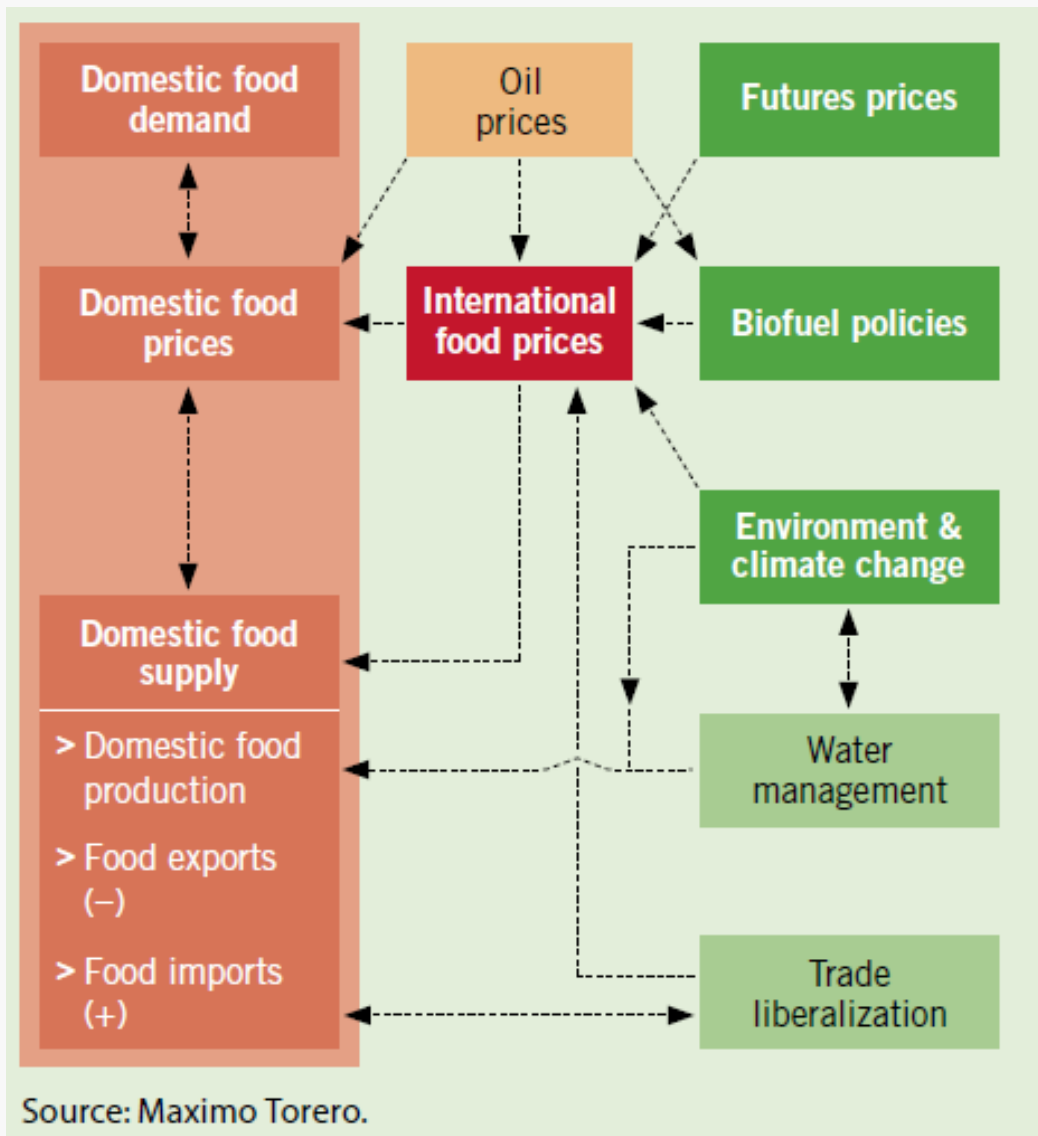 Domestic food
demand
Oil
prices
Futures prices
Domestic food
prices
International
food prices
Biofuel policies
Environment &
climate change
Domestic food
supply
> Domestic food
production
> Food exports
(–)
> Food imports
(+)
Water
management
Trade
liberalization
Source: Maximo Torero.